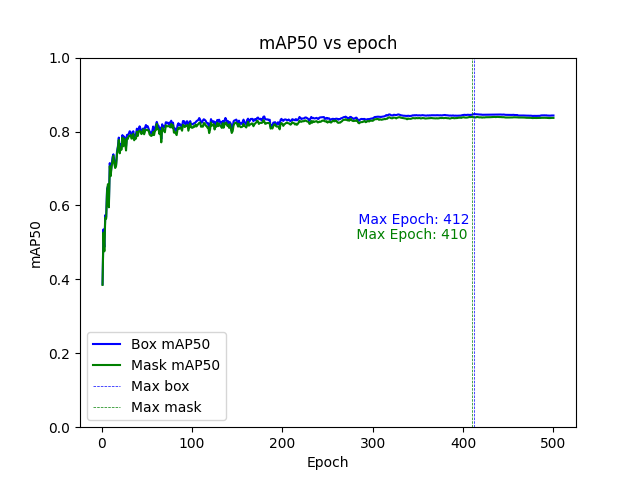 mAP50 vs epoch
1.0
0.8
0.6
0.4
0.2
0.0
mAP50
Max Epoch: 412
Max Epoch: 410
Box mAP50
Mask mAP50
Max box
Max mask
0 100 200 300 400 500
Epoch